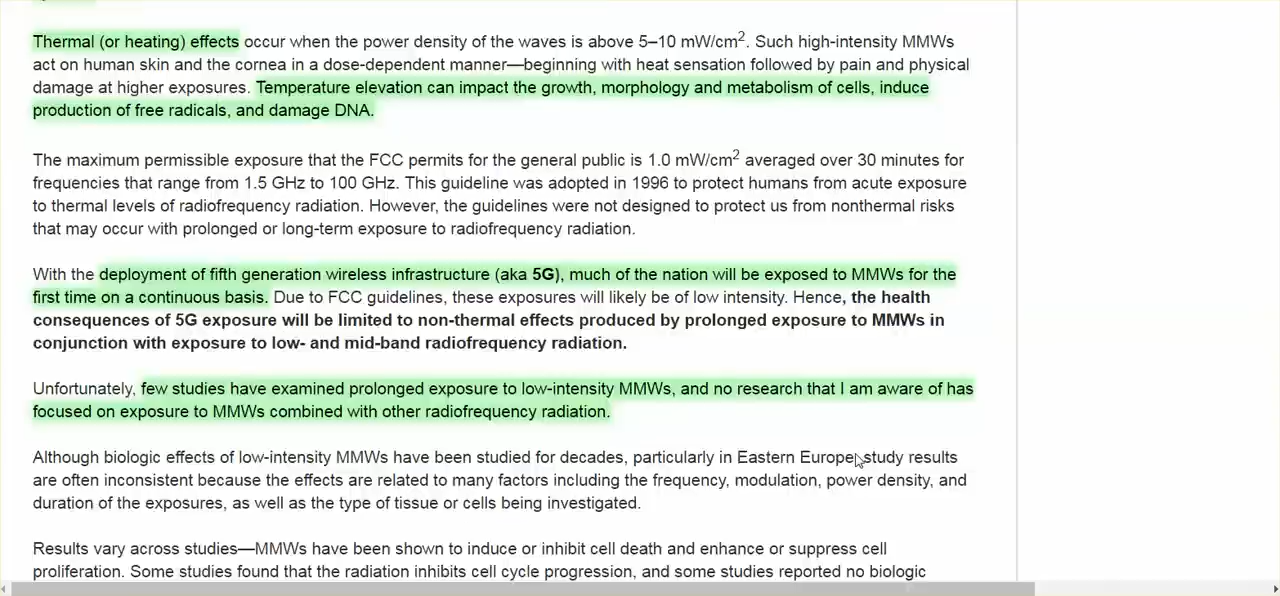 Thermal (or heating) effects occur when the power density of the waves is above 5–10 mW/cm². Such high-intensity MMWs
act on human skin and the cornea in a dose-dependent manner—beginning with heat sensation followed by pain and physical
damage at higher exposures. Temperature elevation can impact the growth, morphology and metabolism of cells, induce
production of free radicals, and damage DNA.
The maximum permissible exposure that the FCC permits for the general public is 1.0 mW/cm² averaged over 30 minutes for
frequencies that range from 1.5 GHz to 100 GHz. This guideline was adopted in 1996 to protect humans from acute exposure
to thermal levels of radiofrequency radiation. However, the guidelines were not designed to protect us from nonthermal risks
that may occur with prolonged or long-term exposure to radiofrequency radiation.
With the deployment of fifth generation wireless infrastructure (aka 5G), much of the nation will be exposed to MMWs for the
first time on a continuous basis. Due to FCC guidelines, these exposures will likely be of low intensity. Hence, the health
consequences of 5G exposure will be limited to non-thermal effects produced by prolonged exposure to MMWs in
conjunction with exposure to low- and mid-band radiofrequency radiation.
Unfortunately, few studies have examined prolonged exposure to low-intensity MMWs, and no research that I am aware of has
focused on exposure to MMWs combined with other radiofrequency radiation.
Although biologic effects of low-intensity MMWs have been studied for decades, particularly in Eastern Europe, study results
are often inconsistent because the effects are related to many factors including the frequency, modulation, power density, and
duration of the exposures, as well as the type of tissue or cells being investigated.
Results vary across studies—MMWs have been shown to induce or inhibit cell death and enhance or suppress cell
proliferation. Some studies found that the radiation inhibits cell cycle progression, and some studies reported no biologic